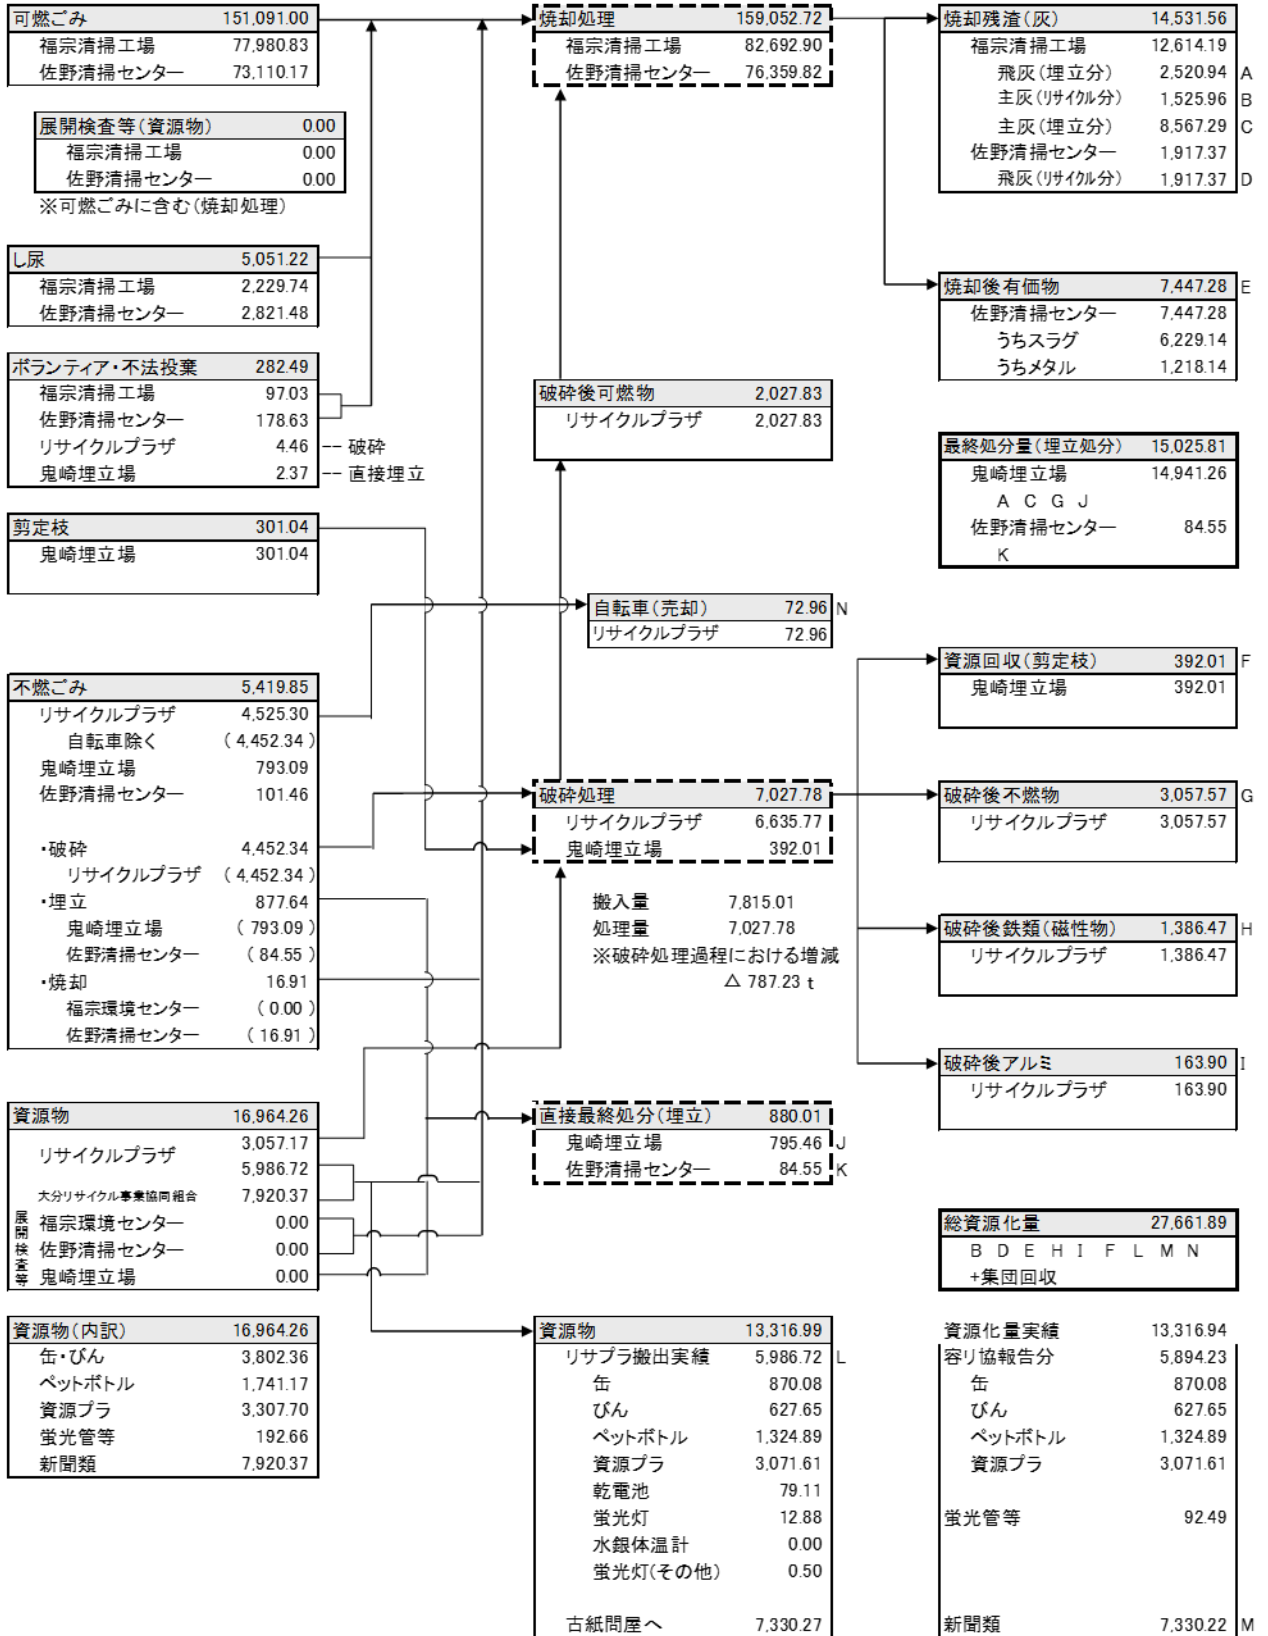 可燃ごみ 151,091.00
福宗清掃工場 77,980.83
佐野清掃センター 73,110.17
展開検査等(資源物) 0.00
福宗清掃工場 0.00
佐野清掃センター 0.00
※可燃ごみに含む(焼却処理)
し尿 5,051.22
福宗清掃工場 2,229.74
佐野清掃センター 2,821.48
ボランティア・不法投棄 282.49
福宗清掃工場 97.03
佐野清掃センター 178.63
リサイクルプラザ 4.46 -- 破砕
鬼崎埋立場 2.37 -- 直接埋立
剪定枝 301.04
鬼崎埋立場 301.04
不燃ごみ 5,419.85
リサイクルプラザ 4,525.30
自転車除く ( 4,452.34 )
鬼崎埋立場 793.09
佐野清掃センター 101.46
・破砕 4,452.34
リサイクルプラザ ( 4,452.34 )
・埋立 877.64
鬼崎埋立場 ( 793.09 )
佐野清掃センター ( 84.55 )
・焼却 16.91
福宗環境センター ( 0.00 )
佐野清掃センター ( 16.91 )
資源物 16,964.26
リサイクルプラザ 3,057.17
5,986.72
大分リサイクル事業協同組合 7,920.37
展開検査等
福宗環境センター 0.00
佐野清掃センター 0.00
鬼崎埋立場 0.00
資源物(内訳) 16,964.26
缶・びん 3,802.36
ペットボトル 1,741.17
資源プラ 3,307.70
蛍光管等 192.66
新聞類 7,920.37
焼却処理 159,052.72
福宗清掃工場 82,692.90
佐野清掃センター 76,359.82
破砕後可燃物 2,027.83
リサイクルプラザ 2,027.83
自転車(売却) 72.96 N
リサイクルプラザ 72.96
破砕処理 7,027.78
リサイクルプラザ 6,635.77
鬼崎埋立場 392.01
搬入量 7,815.01
処理量 7,027.78
※破砕処理過程における増減
△ 787.23 t
直接最終処分(埋立) 880.01
鬼崎埋立場 795.46 J
佐野清掃センター 84.55 K
資源物 13,316.99
リサプラ搬出実績 5,986.72 L
缶 870.08
びん 627.65
ペットボトル 1,324.89
資源プラ 3,071.61
乾電池 79.11
蛍光灯 12.88
水銀体温計 0.00
蛍光灯(その他) 0.50
古紙問屋へ 7,330.27
焼却残渣(灰) 14,531.56
福宗清掃工場 12,614.19
飛灰(埋立分) 2,520.94 A
主灰(リサイクル分) 1,525.96 B
主灰(埋立分) 8,567.29 C
佐野清掃センター 1,917.37
飛灰(リサイクル分) 1,917.37 D
焼却後有価物 7,447.28 E
佐野清掃センター 7,447.28
うちスラグ 6,229.14
うちメタル 1,218.14
最終処分量(埋立処分) 15,025.81
鬼崎埋立場 14,941.26
A C G J
佐野清掃センター 84.55
K
資源回収(剪定枝) 392.01 F
鬼崎埋立場 392.01
破砕後不燃物 3,057.57 G
リサイクルプラザ 3,057.57
破砕後鉄類(磁性物) 1,386.47 H
リサイクルプラザ 1,386.47
破砕後アルミ 163.90 I
リサイクルプラザ 163.90
総資源化量 27,661.89
B D E H I F L M N
+集団回収
資源化量実績 13,316.94
容リ協報告分 5,894.23
缶 870.08
びん 627.65
ペットボトル 1,324.89
資源プラ 3,071.61
蛍光管等 92.49
新聞類 7,330.22 M